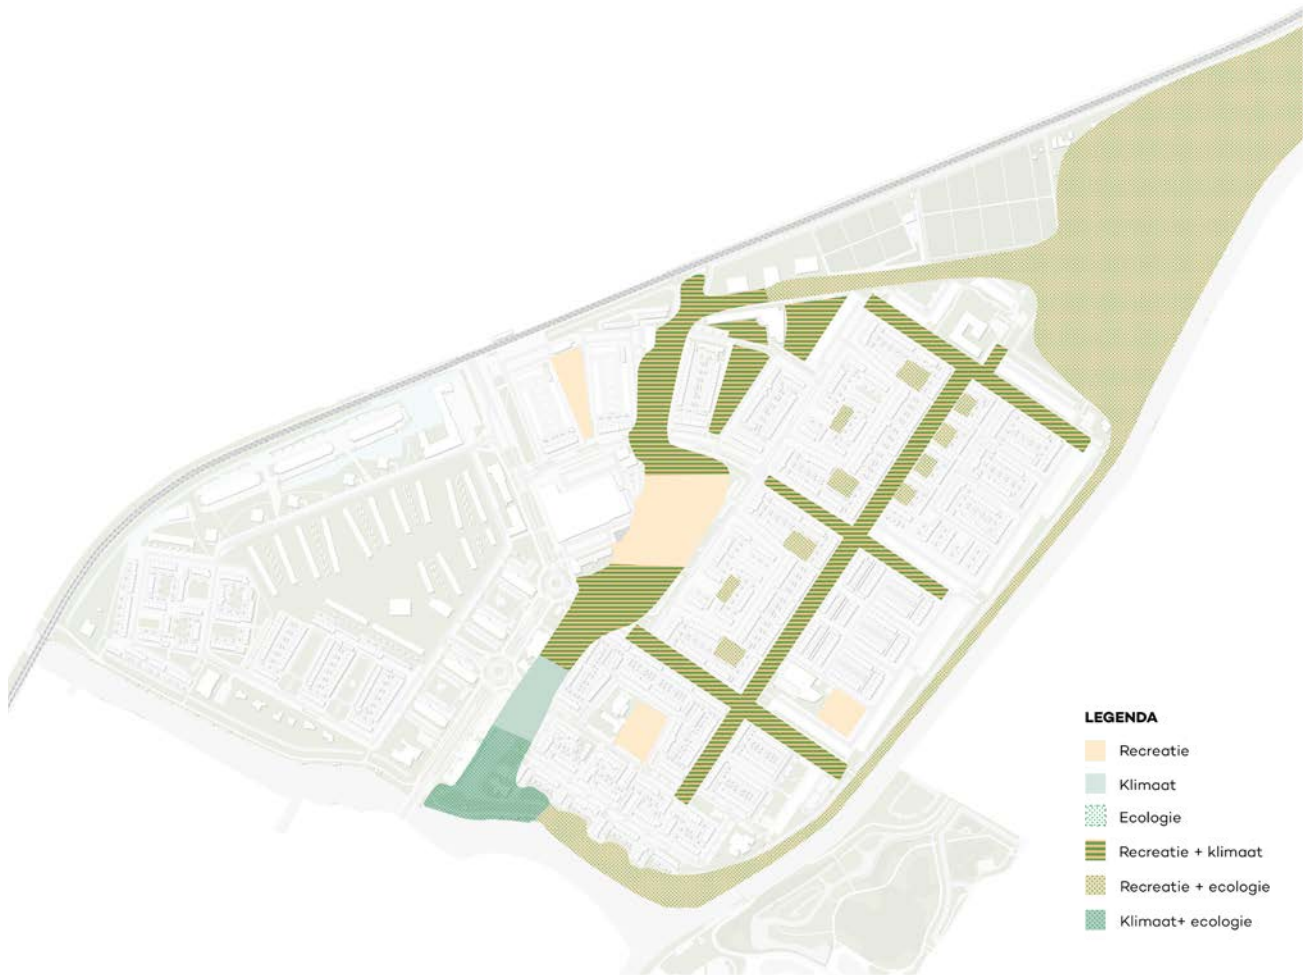 LEGENDA
Recreatie
Klimaat
Ecologie
Recreatie + klimaat
Recreatie + ecologie
Klimaat+ ecologie